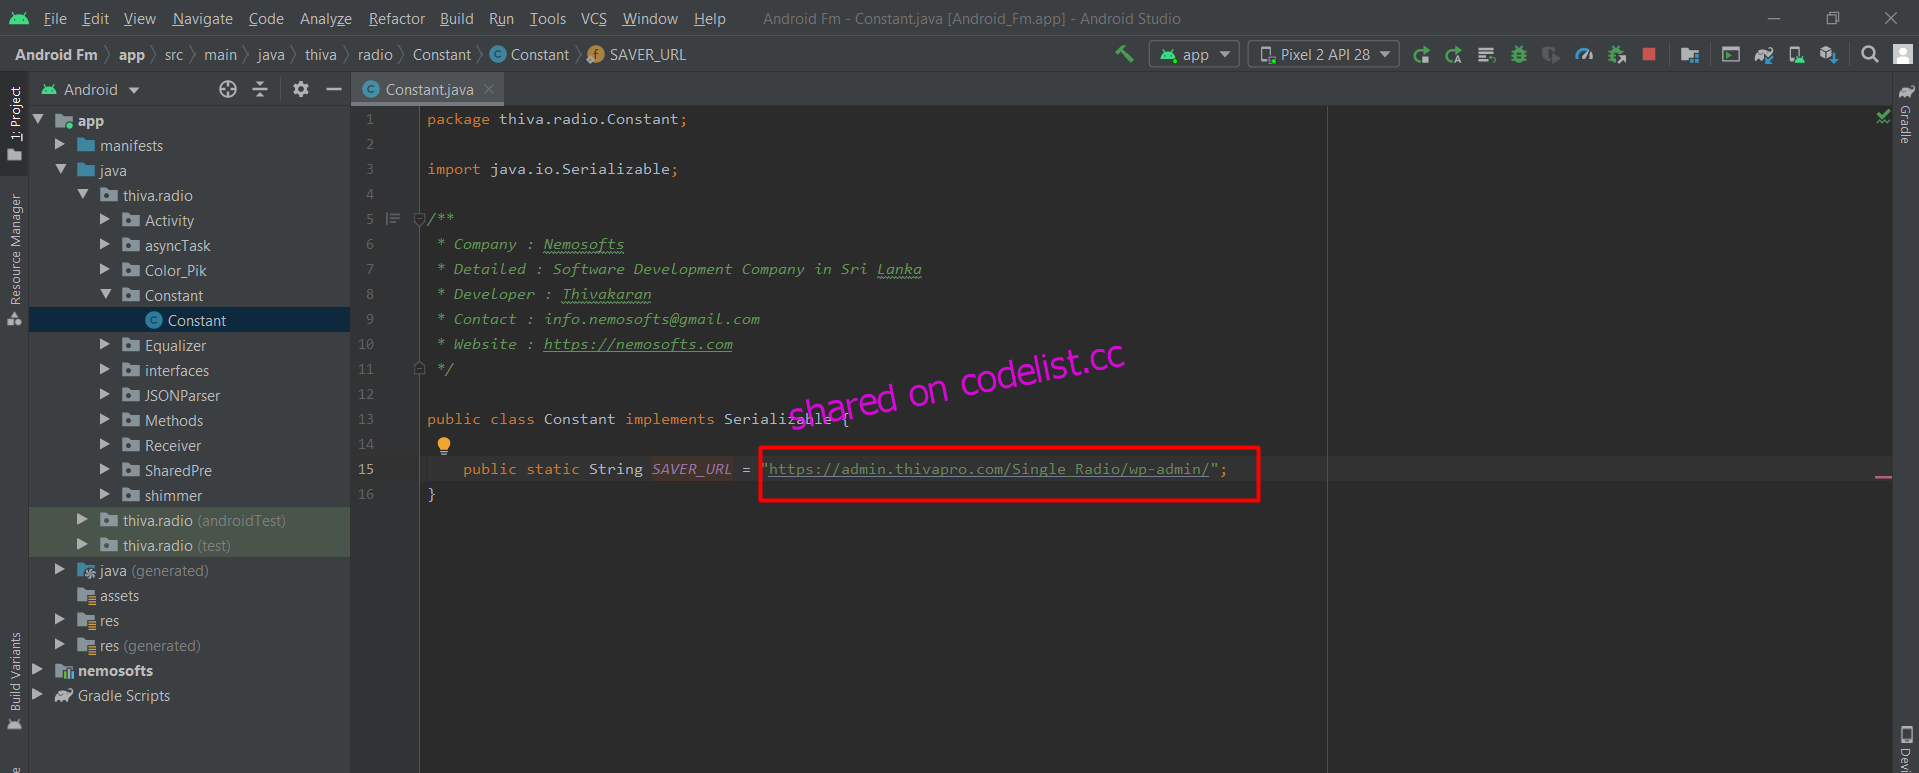 File Edit View Navigate Code Analyze Refactor Build Run Tools VCS Window Help Android Fm - Constant.java [Android_Fm.app] - Android Studio
Android Fm app src main java thiva radio Constant Constant SAVER_URL app Pixel 2 API 28
Android
Constant.java
1: Project
Resource Manager
Build Variants
app
manifests
java
thiva.radio
Activity
asyncTask
Color_Pik
Constant
Constant
Equalizer
interfaces
JSONParser
Methods
Receiver
SharedPre
shimmer
thiva.radio (androidTest)
thiva.radio (test)
java (generated)
assets
res
res (generated)
nemosofts
Gradle Scripts
1 package thiva.radio.Constant;
2
3 import java.io.Serializable;
4
5 /**
6 * Company : Nemosofts
7 * Detailed : Software Development Company in Sri Lanka
8 * Developer : Thivakaran
9 * Contact : info.nemosofts@gmail.com
10 * Website : https://nemosofts.com
11 */
12
13 public class Constant implements Serializable {
14
15 public static String SAVER_URL = "https://admin.thivapro.com/Single_Radio/wp-admin/";
16 }
shared on codelist.cc
Gradle